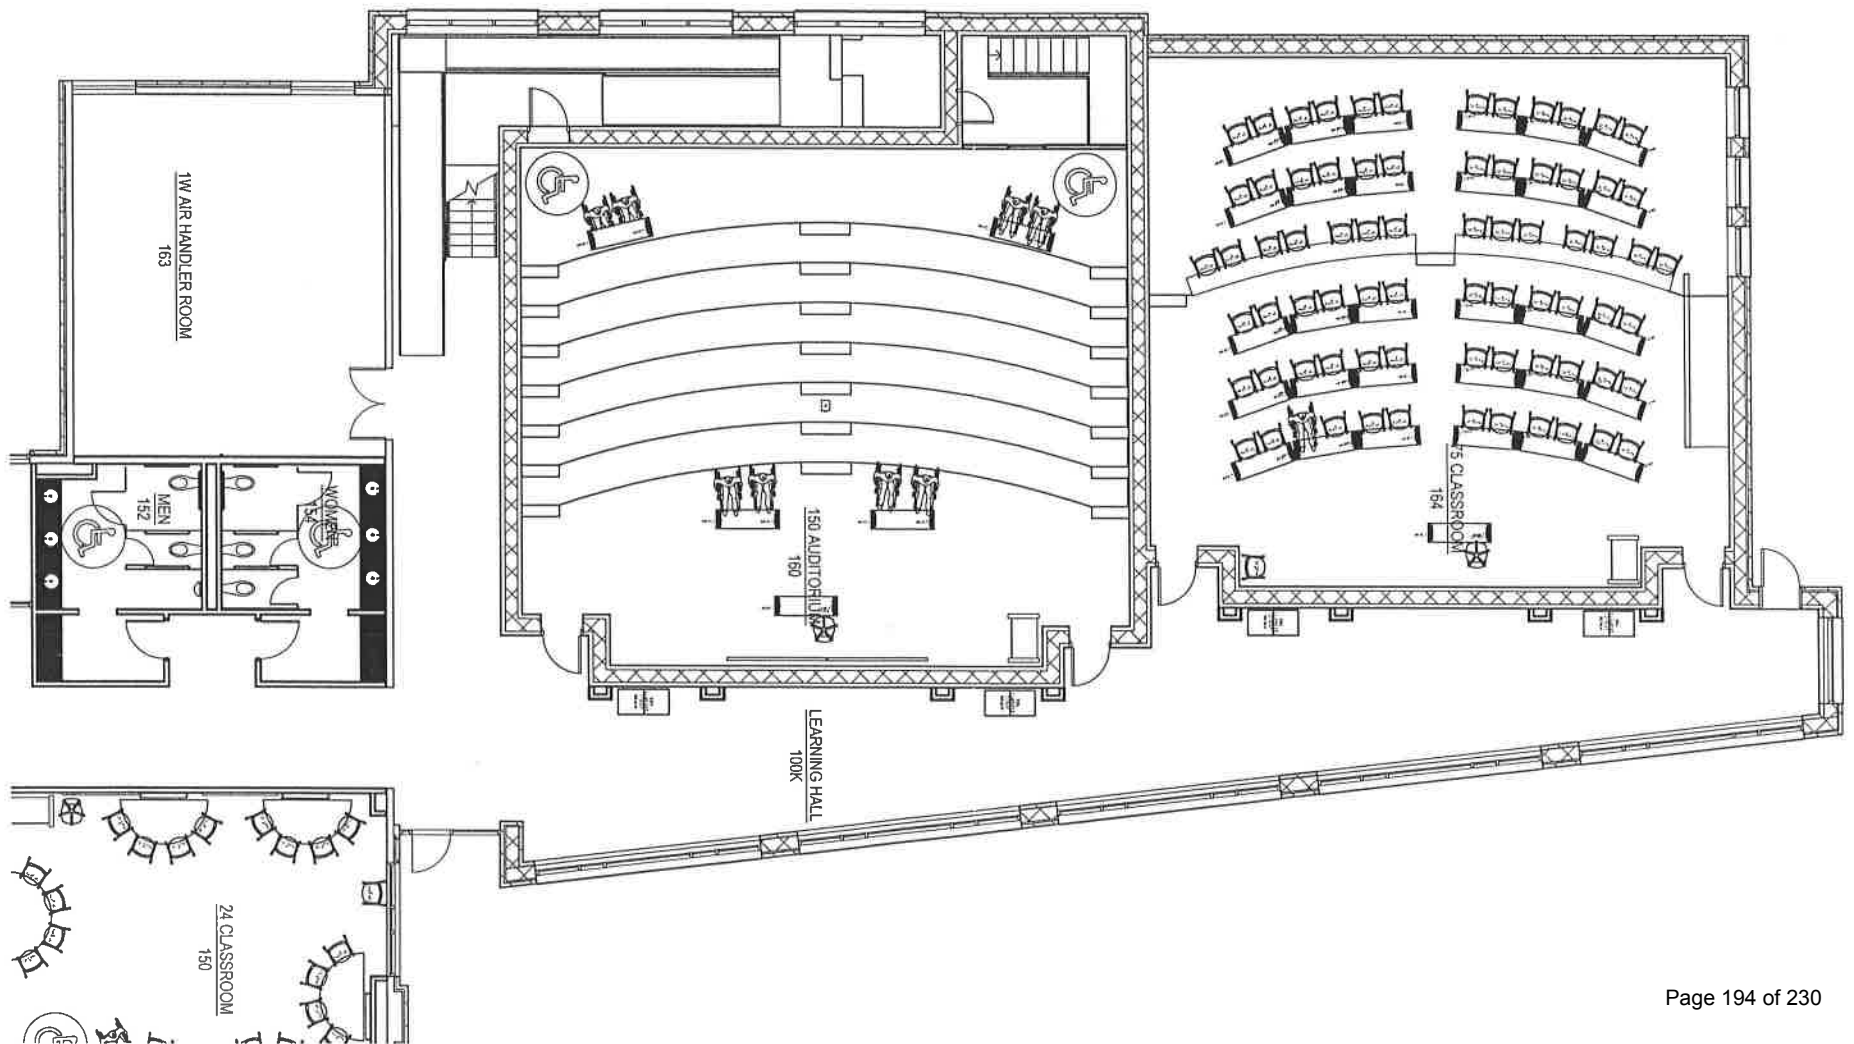 1W AIR HANDLER ROOM
163
MEN
152
WOMEN
154
150 AUDITORIUM
160
75 CLASSROOM
164
LEARNING HALL
100K
24 CLASSROOM
150
Page 194 of 230